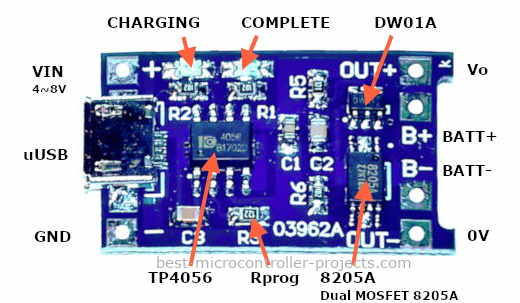 CHARGING COMPLETE DW01A
VIN
4~8V
+ OUT+ Vo
R2 R1 R5
B+ BATT+
4056
B1702D
uUSB C1 C2 B- BATT-
R6
GND - C3 R3 03962A OUT- 0V
best-microcontroller-projects.com
TP4056 Rprog 8205A
Dual MOSFET 8205A